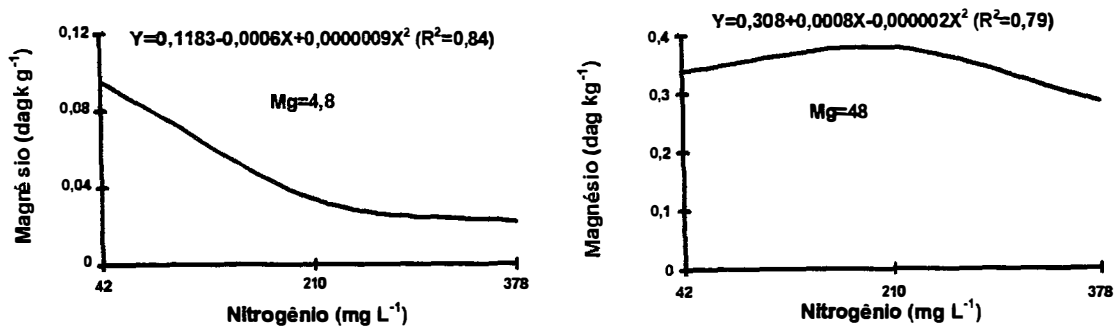 Y=0,1183-0,0006X+0,0000009X² (R²=0,84)
0,12
0,08
0,04
0
Magné sio (dagk g⁻¹)
Mg=4,8
42
210
378
Nitrogênio (mg L⁻¹)
Y=0,308+0,0008X-0,000002X² (R²=0,79)
0,4
0,3
0,2
0,1
0
Magnésio (dag kg⁻¹)
Mg=48
42
210
378
Nitrogênio (mg L⁻¹)